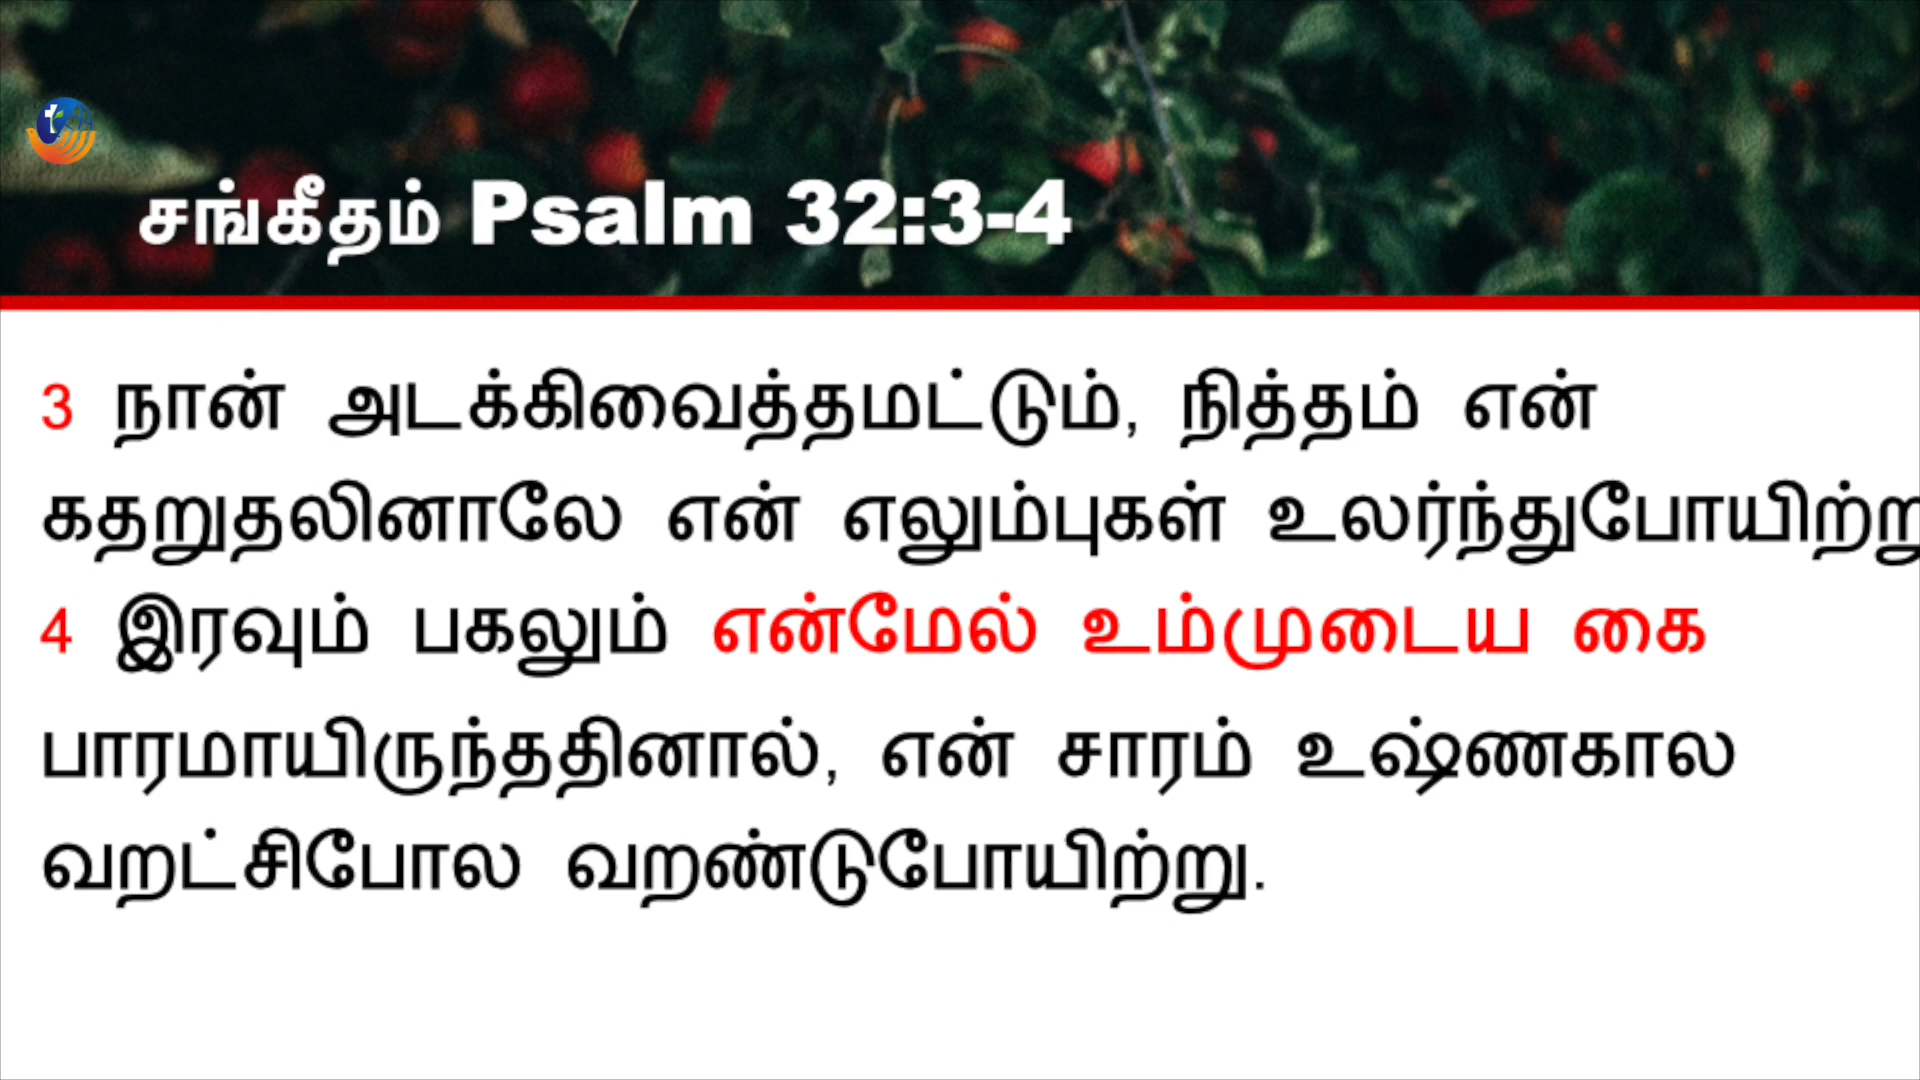 சங்கீதம் Psalm 32:3-4
3 நான் அடக்கிவைத்தமட்டும், நித்தம் என்
கதறுதலினாலே என் எலும்புகள் உலர்ந்துபோயிற்று
4 இரவும் பகலும் என்மேல் உம்முடைய கை
பாரமாயிருந்ததினால், என் சாரம் உஷ்ணகால
வறட்சிபோல வறண்டுபோயிற்று.